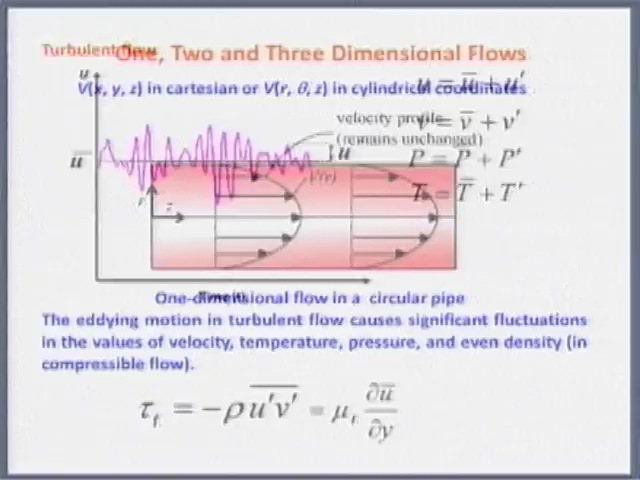 Turbulent flow
One, Two and Three Dimensional Flows
u
u = u̅ + u'
V(x, y, z) in cartesian or V(r, θ, z) in cylindrical coordinates
velocity profile
v = v̅ + v'
(remains unchanged)
u̅
u'
P = P̅ + P'
V(r)
T = T̅ + T'
r
z
Time (t)
One-dimensional flow in a circular pipe
The eddying motion in turbulent flow causes significant fluctuations
in the values of velocity, temperature, pressure, and even density (in
compressible flow).
τₜ = −ρ u'v'̅ = μₜ ∂u̅/∂y